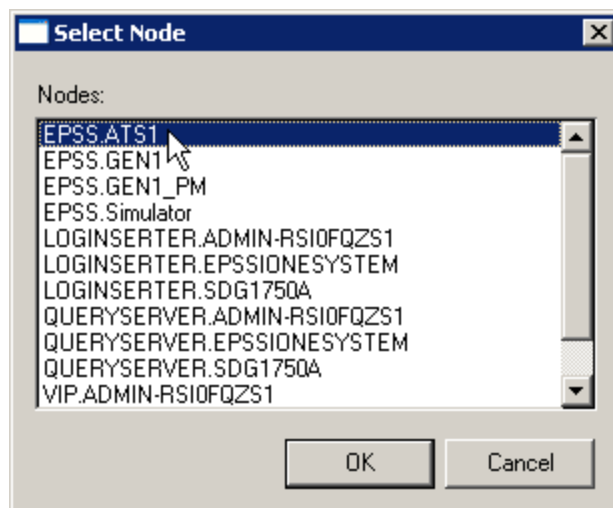 Select Node
Nodes:
EPSS.ATS1
EPSS.GEN1
EPSS.GEN1_PM
EPSS.Simulator
LOGINSERTER.ADMIN-RSI0FQZS1
LOGINSERTER.EPSSIONESYSTEM
LOGINSERTER.SDG1750A
QUERYSERVER.ADMIN-RSI0FQZS1
QUERYSERVER.EPSSIONESYSTEM
QUERYSERVER.SDG1750A
VIP.ADMIN-RSI0FQZS1
OK Cancel